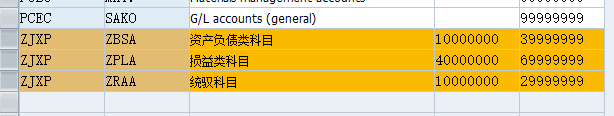 PCEC SAKO G/L accounts (general) 99999999
ZJXP ZBSA 资产负债类科目 10000000 39999999
ZJXP ZPLA 损益类科目 40000000 69999999
ZJXP ZRAA 统驭科目 10000000 29999999